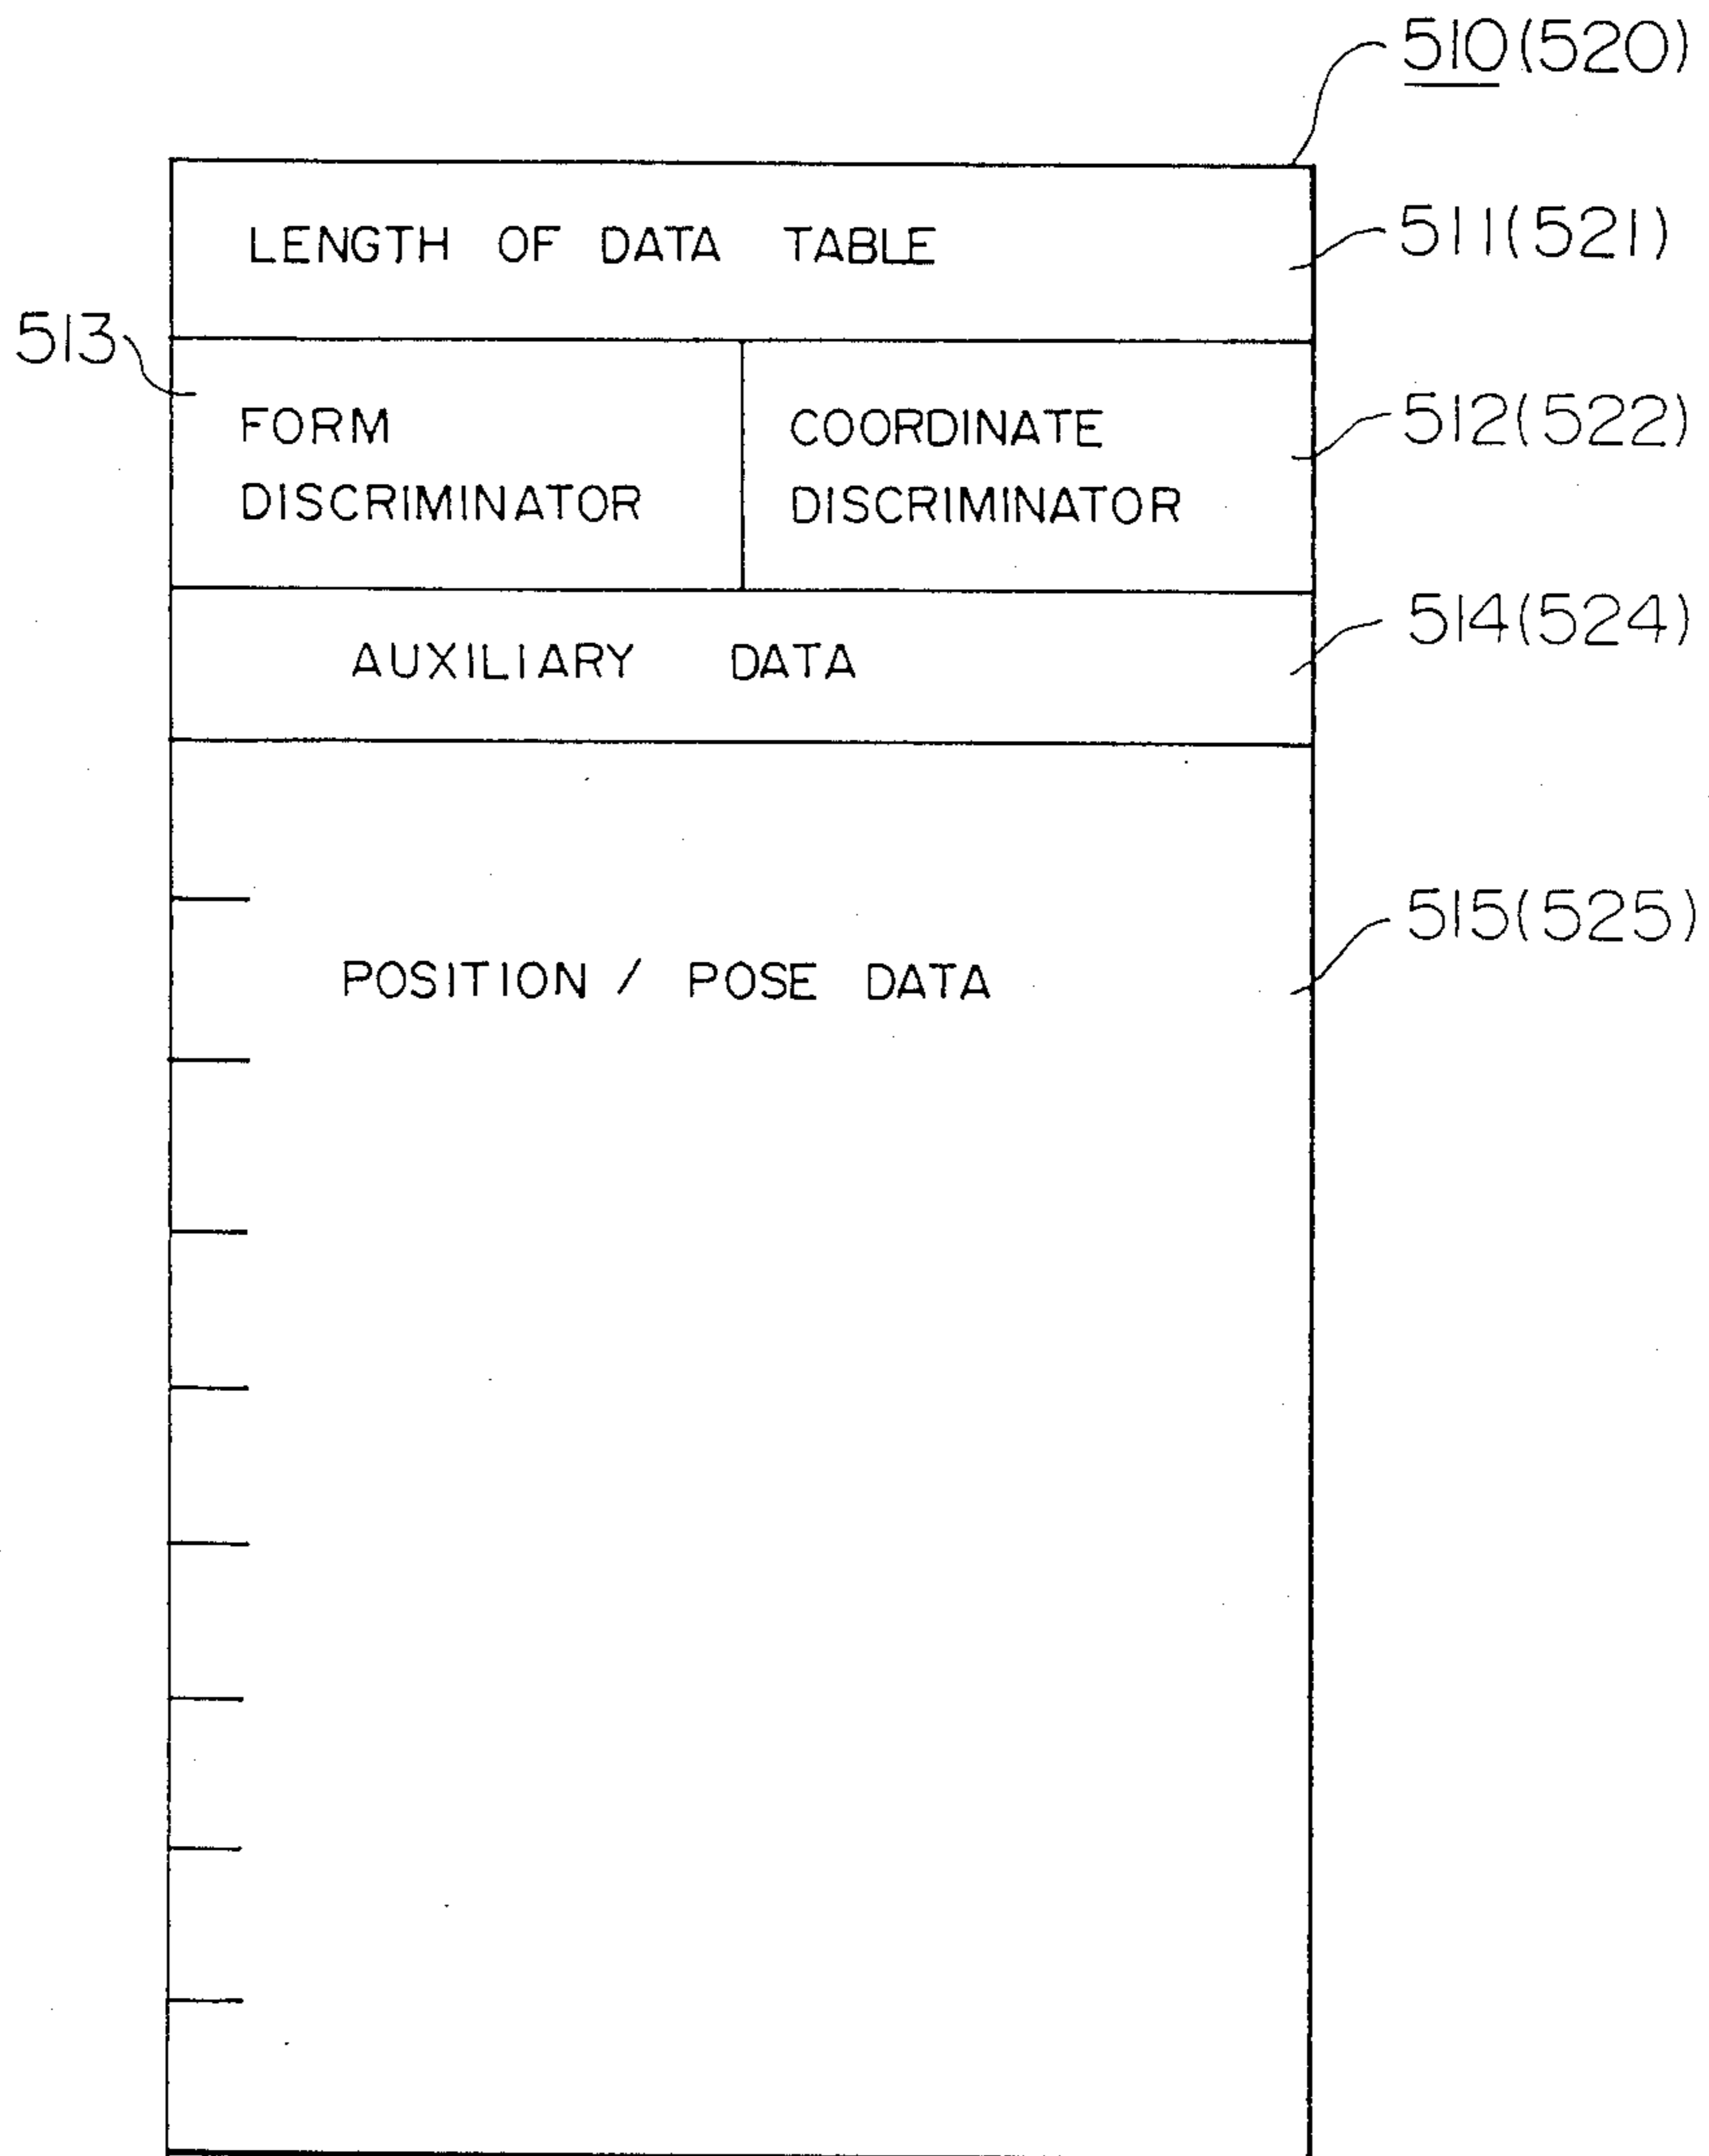 510(520)
LENGTH OF DATA TABLE
511(521)
513
FORM
DISCRIMINATOR
COORDINATE
DISCRIMINATOR
512(522)
AUXILIARY DATA
514(524)
POSITION / POSE DATA
515(525)